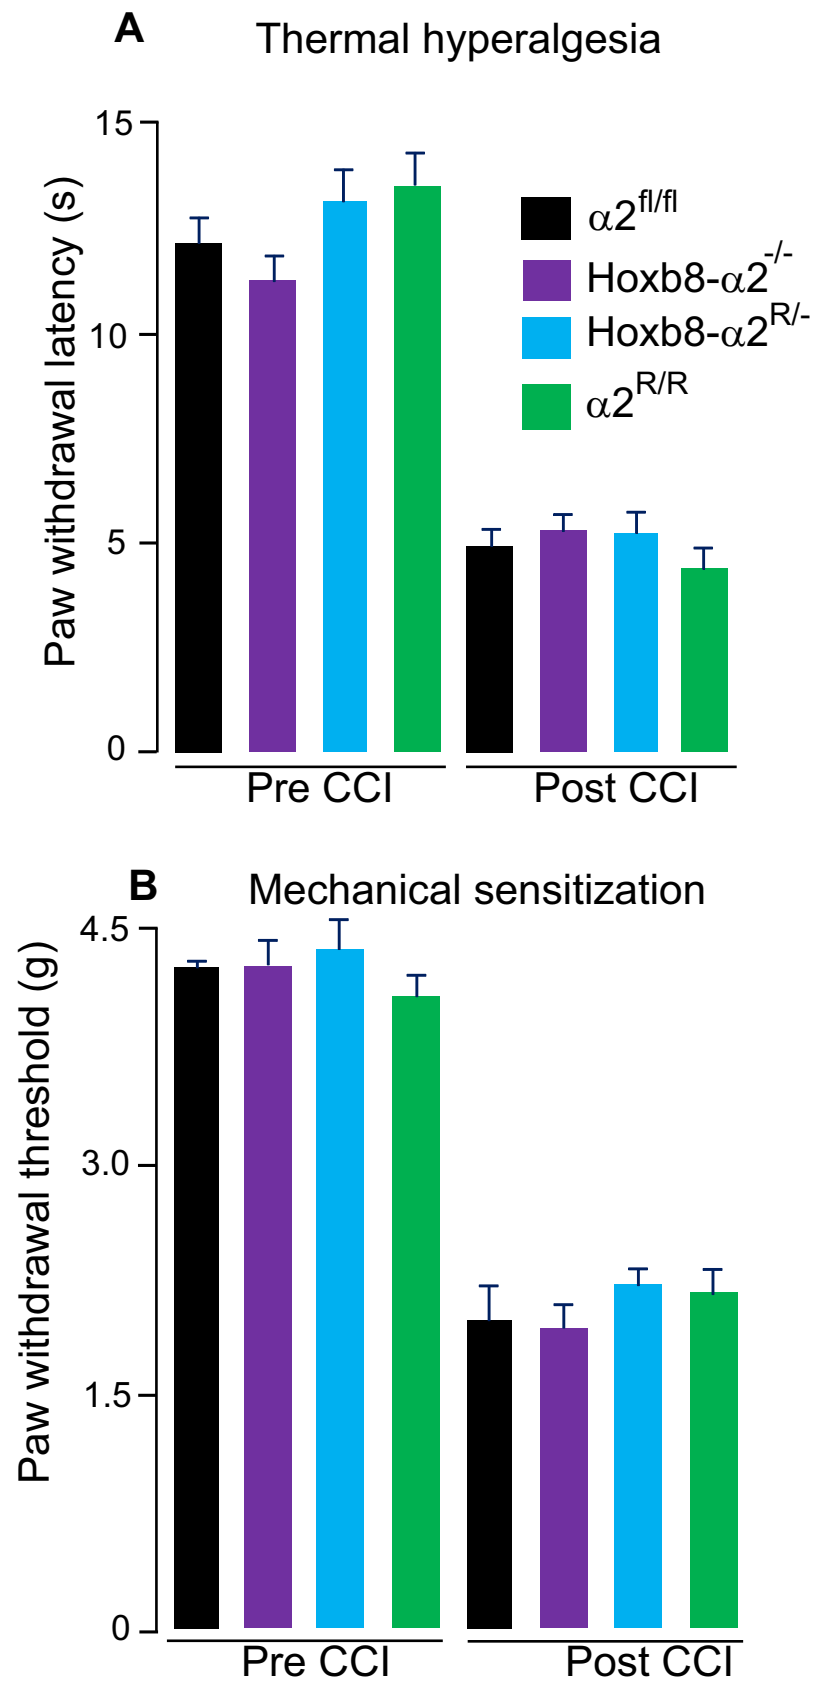 A
Thermal hyperalgesia
Paw withdrawal latency (s)
15
10
5
0
α2fl/fl
Hoxb8-α2-/-
Hoxb8-α2R/-
α2R/R
Pre CCI
Post CCI
B
Mechanical sensitization
Paw withdrawal threshold (g)
4.5
3.0
1.5
0
Pre CCI
Post CCI